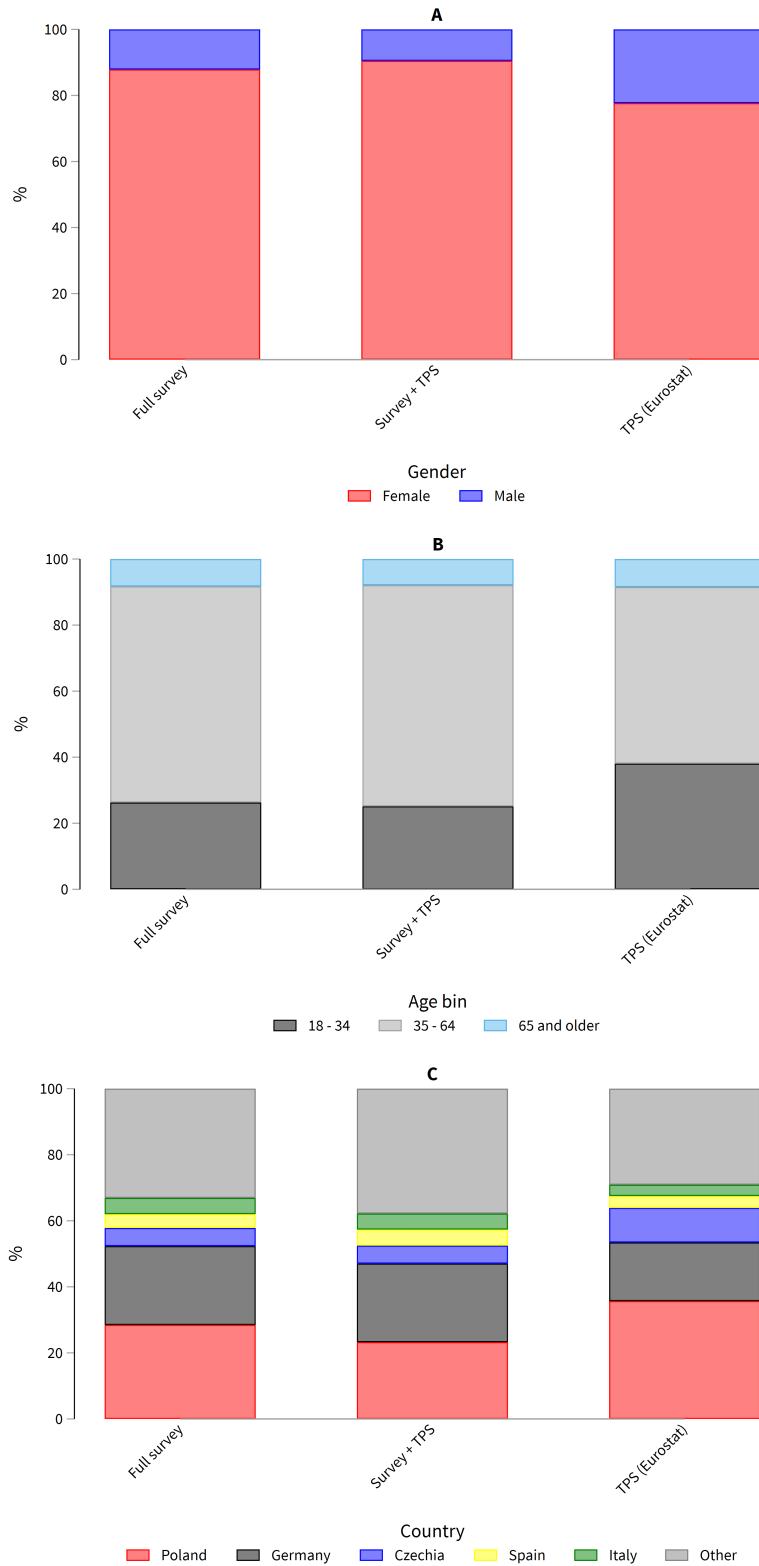 A
100
80
60
40
20
0
%
Full survey
Survey + TPS
TPS (Eurostat)
Gender
Female Male
B
100
80
60
40
20
0
%
Full survey
Survey + TPS
TPS (Eurostat)
Age bin
18 - 34 35 - 64 65 and older
C
100
80
60
40
20
0
%
Full survey
Survey + TPS
TPS (Eurostat)
Country
Poland Germany Czechia Spain Italy Other